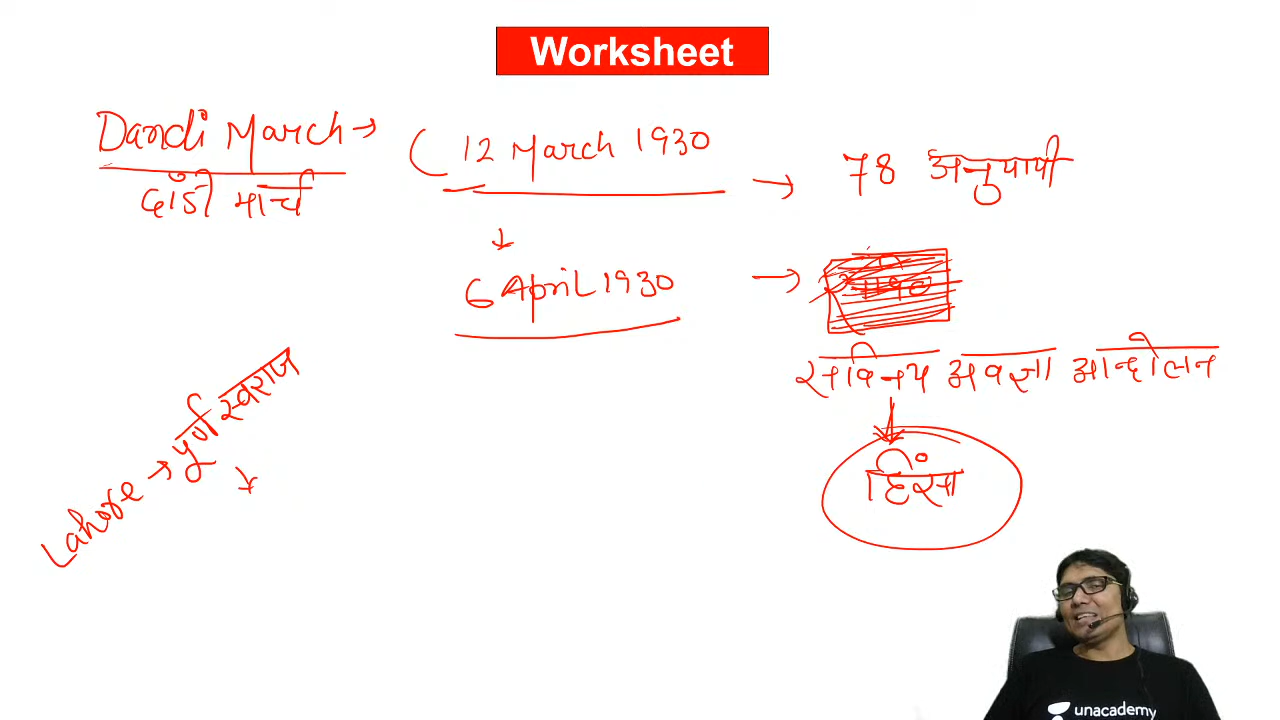 Worksheet
Dandi March → ( 12 March 1930 → 78 अनुयायी
दांडी मार्च
↓
6 April 1930 →
सविनय अवज्ञा आन्दोलन
↓
हिंसा
Lahore → पूर्ण स्वराज
↓
unacademy